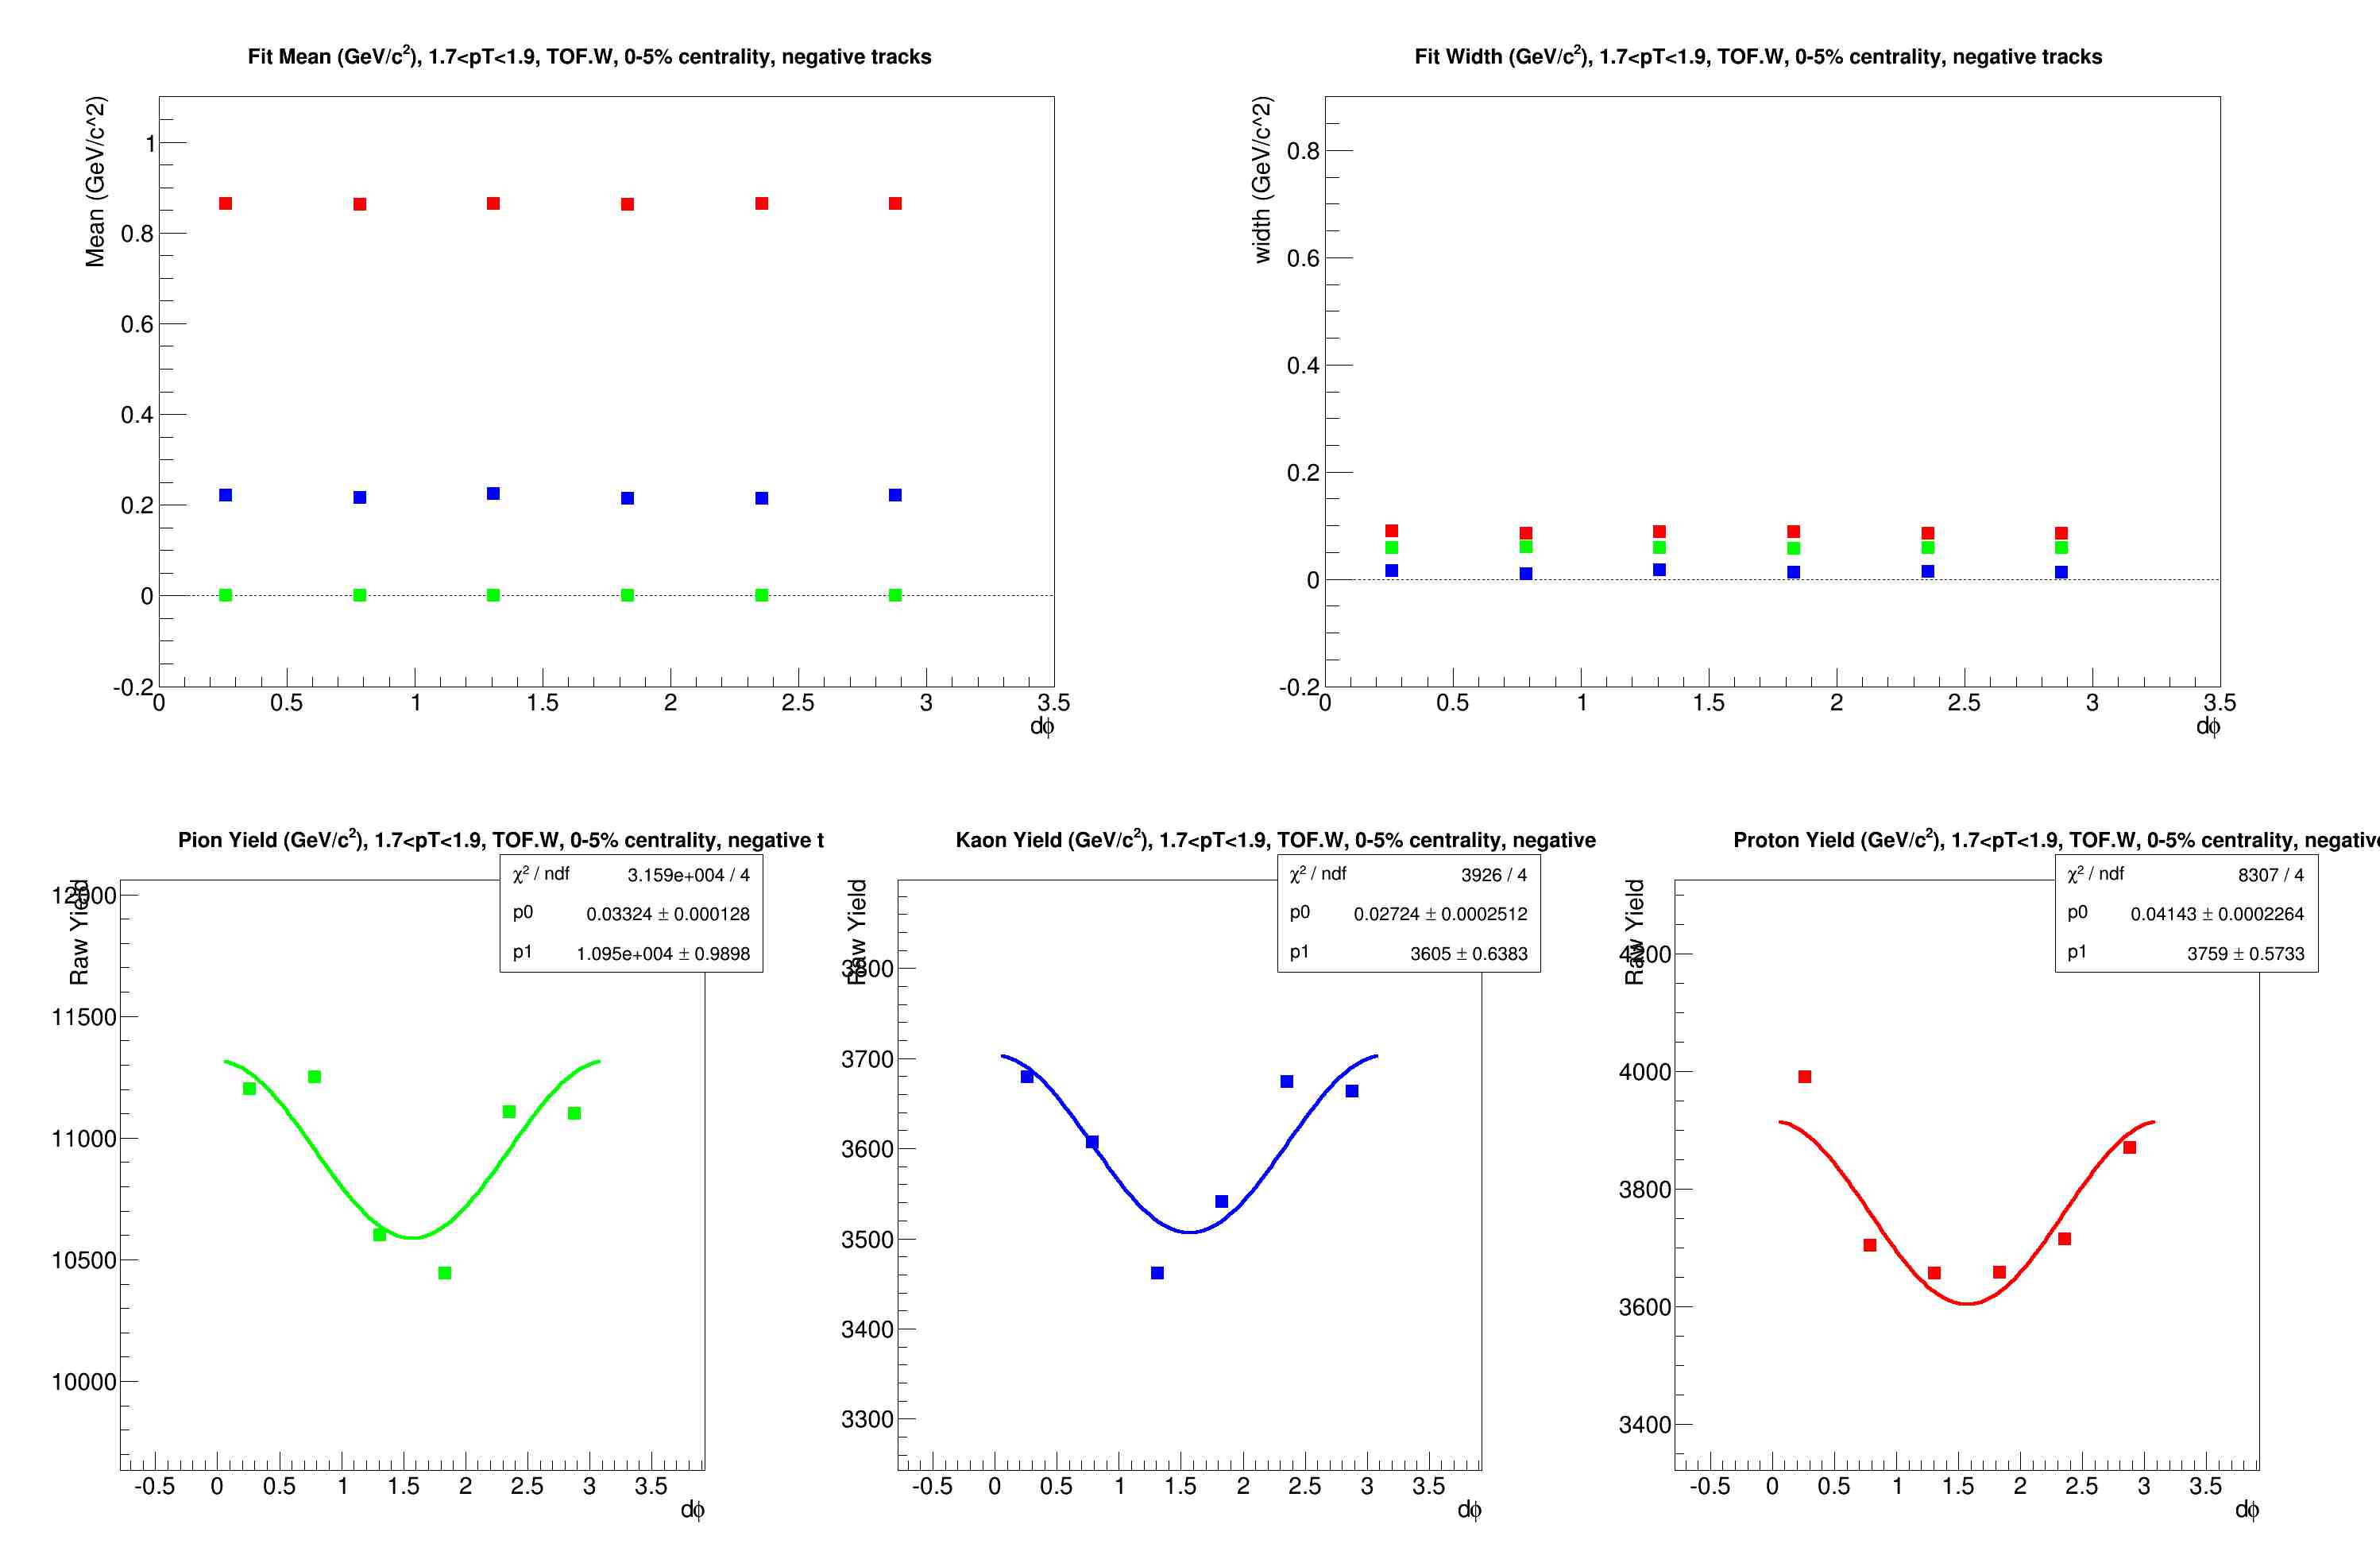 Fit Mean (GeV/c²), 1.7<pT<1.9, TOF.W, 0-5% centrality, negative tracks
Mean (GeV/c^2)
1
0.8
0.6
0.4
0.2
0
-0.2
0 0.5 1 1.5 2 2.5 3 3.5
dϕ
Fit Width (GeV/c²), 1.7<pT<1.9, TOF.W, 0-5% centrality, negative tracks
width (GeV/c^2)
0.8
0.6
0.4
0.2
0
-0.2
0 0.5 1 1.5 2 2.5 3 3.5
dϕ
Pion Yield (GeV/c²), 1.7<pT<1.9, TOF.W, 0-5% centrality, negative t
χ² / ndf 3.159e+004 / 4
p0 0.03324 ± 0.000128
p1 1.095e+004 ± 0.9898
Raw Yield
12000
11500
11000
10500
10000
-0.5 0 0.5 1 1.5 2 2.5 3 3.5
dϕ
Kaon Yield (GeV/c²), 1.7<pT<1.9, TOF.W, 0-5% centrality, negative
χ² / ndf 3926 / 4
p0 0.02724 ± 0.0002512
p1 3605 ± 0.6383
Raw Yield
3800
3700
3600
3500
3400
3300
-0.5 0 0.5 1 1.5 2 2.5 3 3.5
dϕ
Proton Yield (GeV/c²), 1.7<pT<1.9, TOF.W, 0-5% centrality, negative
χ² / ndf 8307 / 4
p0 0.04143 ± 0.0002264
p1 3759 ± 0.5733
Raw Yield
4200
4000
3800
3600
3400
-0.5 0 0.5 1 1.5 2 2.5 3 3.5
dϕ